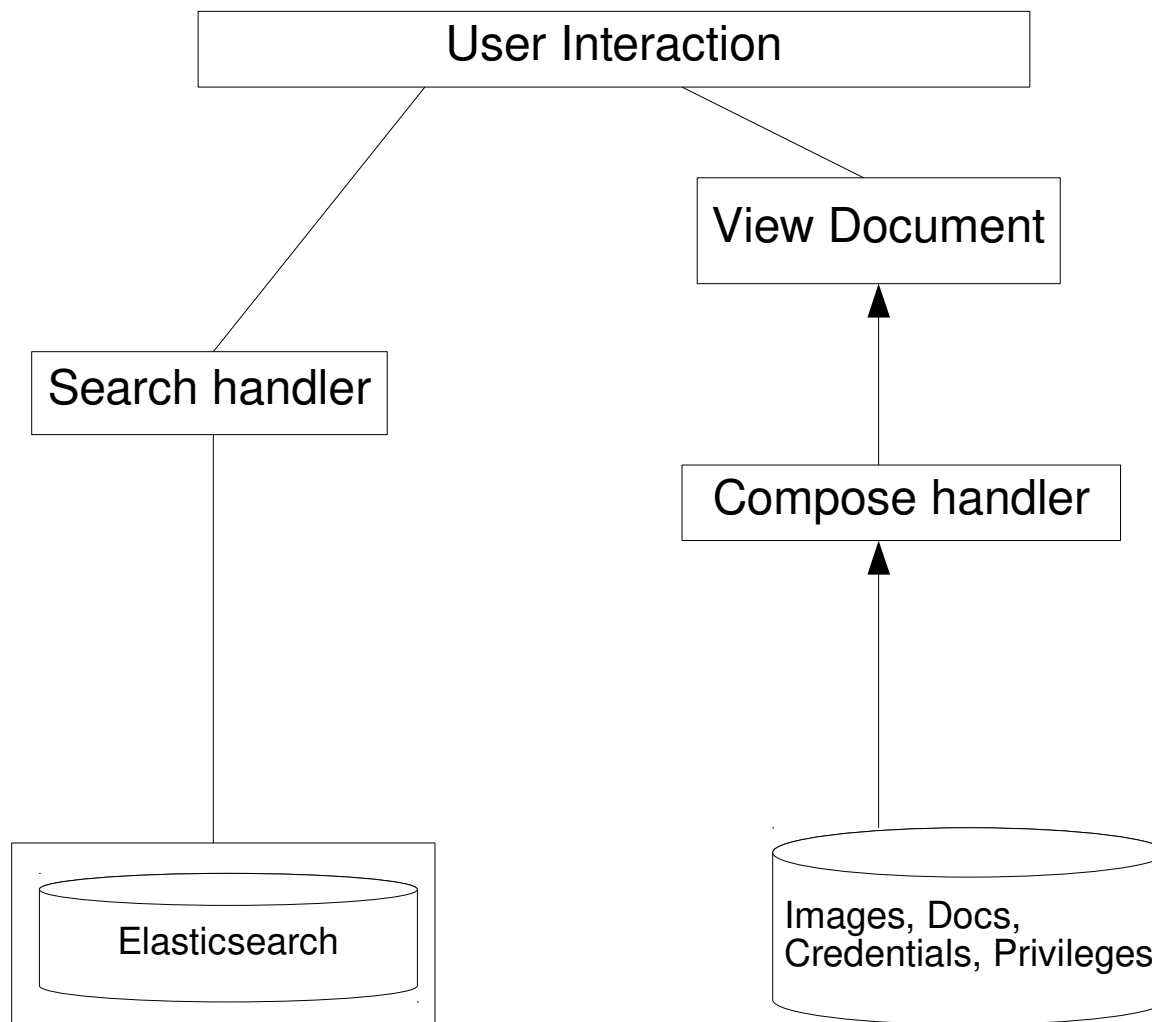 User Interaction
View Document
Search handler
Compose handler
Elasticsearch
Images, Docs,
Credentials, Privileges